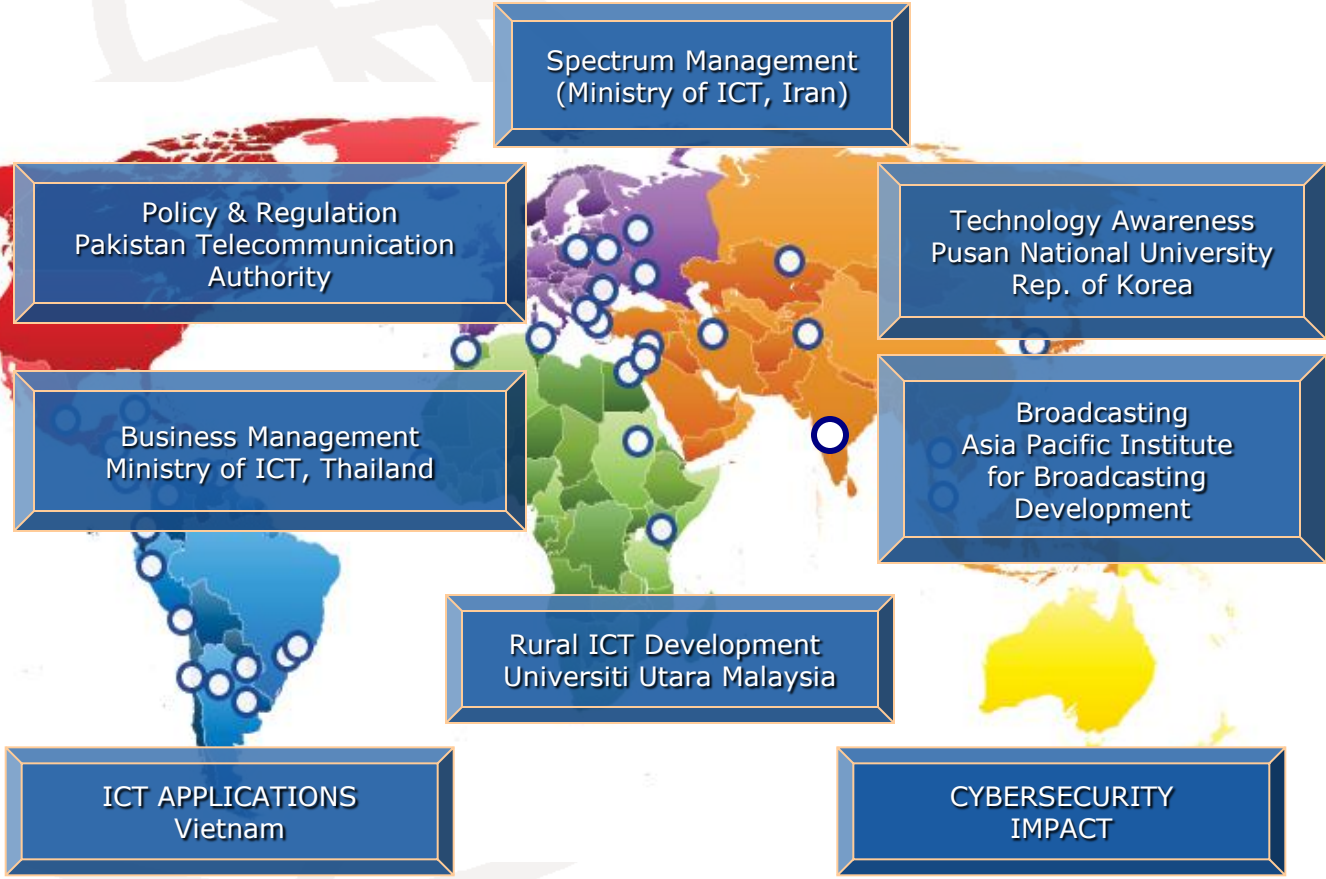 Spectrum Management
(Ministry of ICT, Iran)
Policy & Regulation
Pakistan Telecommunication
Authority
Technology Awareness
Pusan National University
Rep. of Korea
Business Management
Ministry of ICT, Thailand
Broadcasting
Asia Pacific Institute
for Broadcasting
Development
Rural ICT Development
Universiti Utara Malaysia
ICT APPLICATIONS
Vietnam
CYBERSECURITY
IMPACT